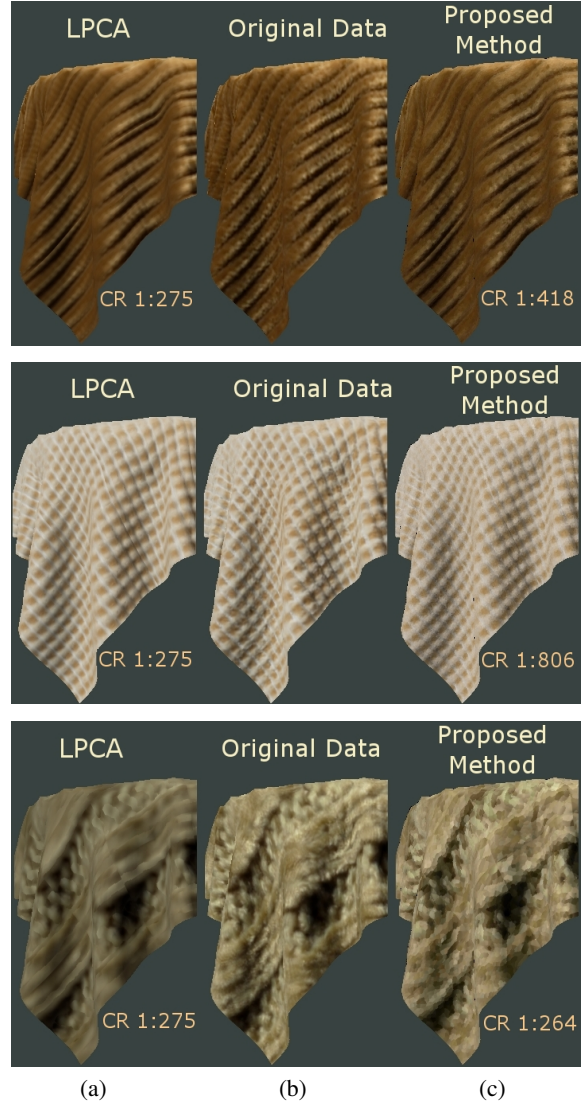 LPCA
Original Data
Proposed
Method
CR 1:275
CR 1:418
LPCA
Original Data
Proposed
Method
CR 1:275
CR 1:806
LPCA
Original Data
Proposed
Method
CR 1:275
CR 1:264
(a)
(b)
(c)